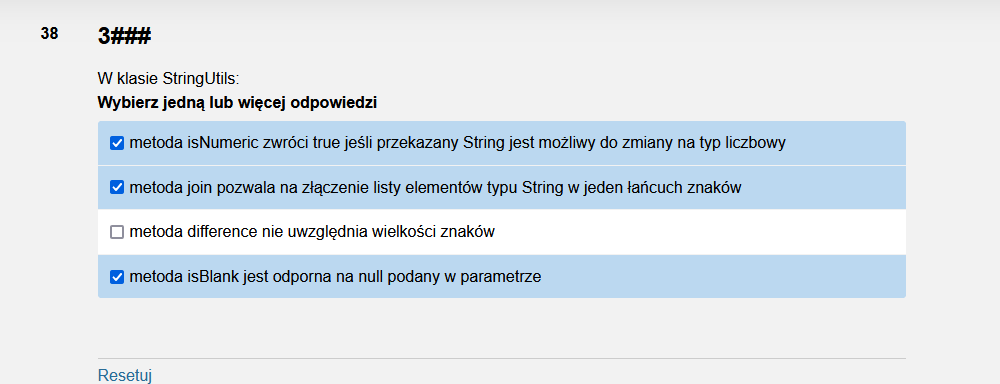 38
3###
W klasie StringUtils:
Wybierz jedną lub więcej odpowiedzi
metoda isNumeric zwróci true jeśli przekazany String jest możliwy do zmiany na typ liczbowy
metoda join pozwala na złączenie listy elementów typu String w jeden łańcuch znaków
metoda difference nie uwzględnia wielkości znaków
metoda isBlank jest odporna na null podany w parametrze
Resetuj